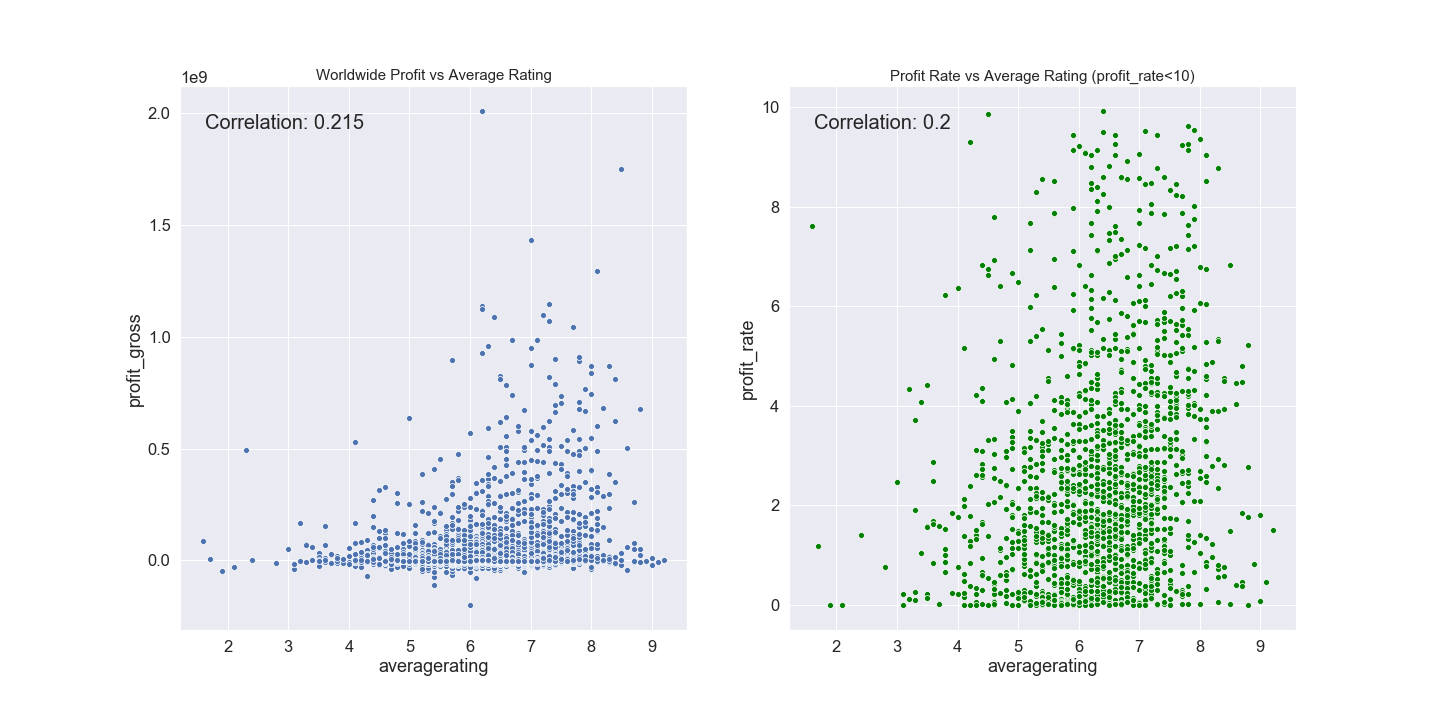 Worldwide Profit vs Average Rating
1e9
Correlation: 0.215
2.0
1.5
1.0
0.5
0.0
profit_gross
2 3 4 5 6 7 8 9
averagerating
Profit Rate vs Average Rating (profit_rate<10)
Correlation: 0.2
10
8
6
4
2
0
profit_rate
2 3 4 5 6 7 8 9
averagerating